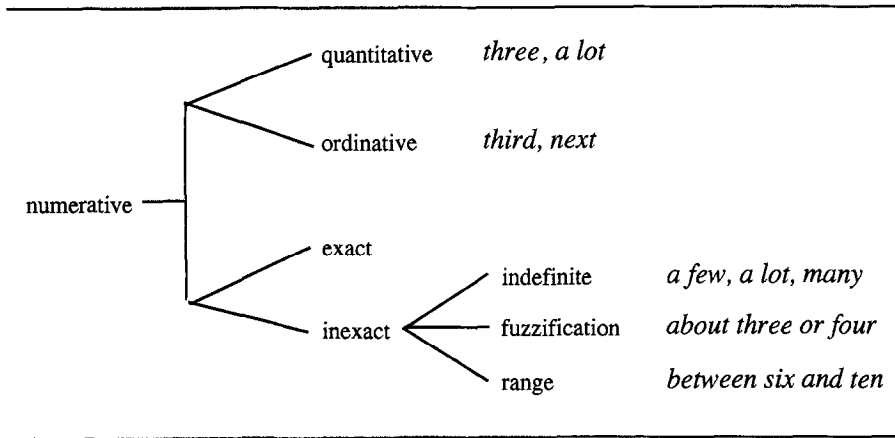 quantitative three, a lot
ordinative third, next
numerative
exact
indefinite a few, a lot, many
inexact fuzzification about three or four
range between six and ten